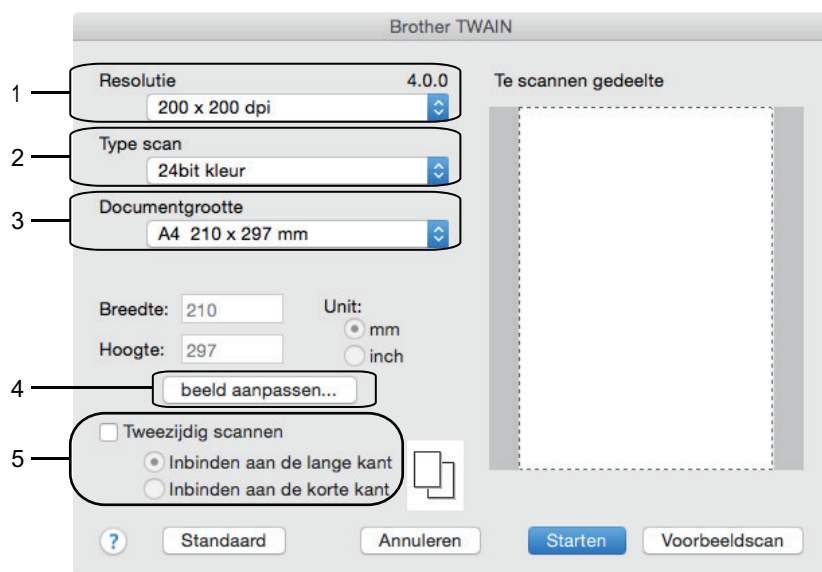 Brother TWAIN
1
Resolutie 4.0.0
200 x 200 dpi
2
Type scan
24bit kleur
3
Documentgrootte
A4 210 x 297 mm
Breedte: 210
Hoogte: 297
Unit:
mm
inch
4
beeld aanpassen...
5
Tweezijdig scannen
Inbinden aan de lange kant
Inbinden aan de korte kant
Te scannen gedeelte
? Standaard Annuleren Starten Voorbeeldscan